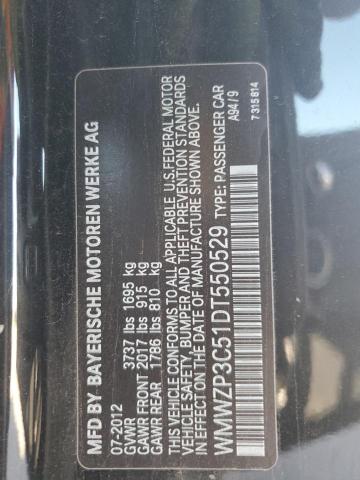 MFD BY BAYERISCHE MOTOREN WERKE AG
07-2012
GVWR 3737 lbs 1695 kg
GAWR FRONT 2017 lbs 915 kg
GAWR REAR 1786 lbs 810 kg
THIS VEHICLE CONFORMS TO ALL APPLICABLE U.S. FEDERAL MOTOR
VEHICLE SAFETY, BUMPER AND THEFT PREVENTION STANDARDS
IN EFFECT ON THE DATE OF MANUFACTURE SHOWN ABOVE.
WMWZP3C51DT550529 TYPE: PASSENGER CAR
A94/9
7 315 814